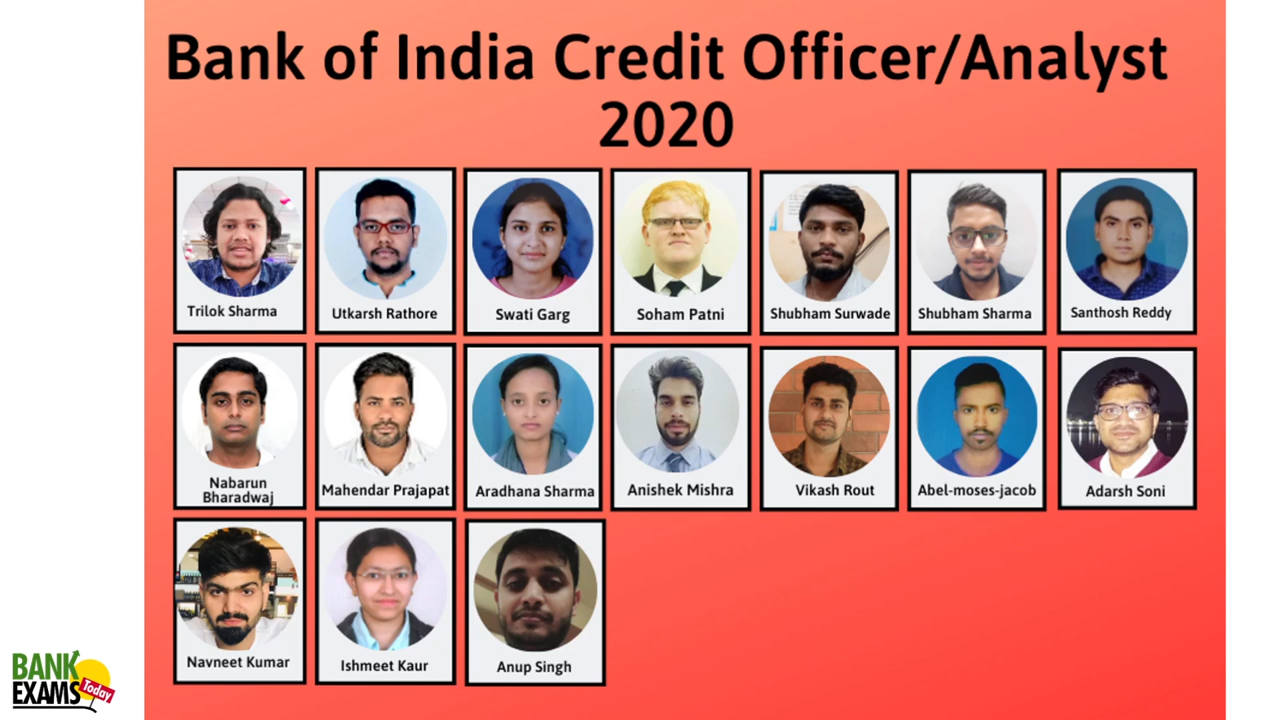 Bank of India Credit Officer/Analyst
2020
Trilok Sharma
Utkarsh Rathore
Swati Garg
Soham Patni
Shubham Surwade
Shubham Sharma
Santhosh Reddy
Nabarun
Bharadwaj
Mahendar Prajapat
Aradhana Sharma
Anishek Mishra
Vikash Rout
Abel-moses-jacob
Adarsh Soni
Navneet Kumar
Ishmeet Kaur
Anup Singh
BANK
EXAMS Today